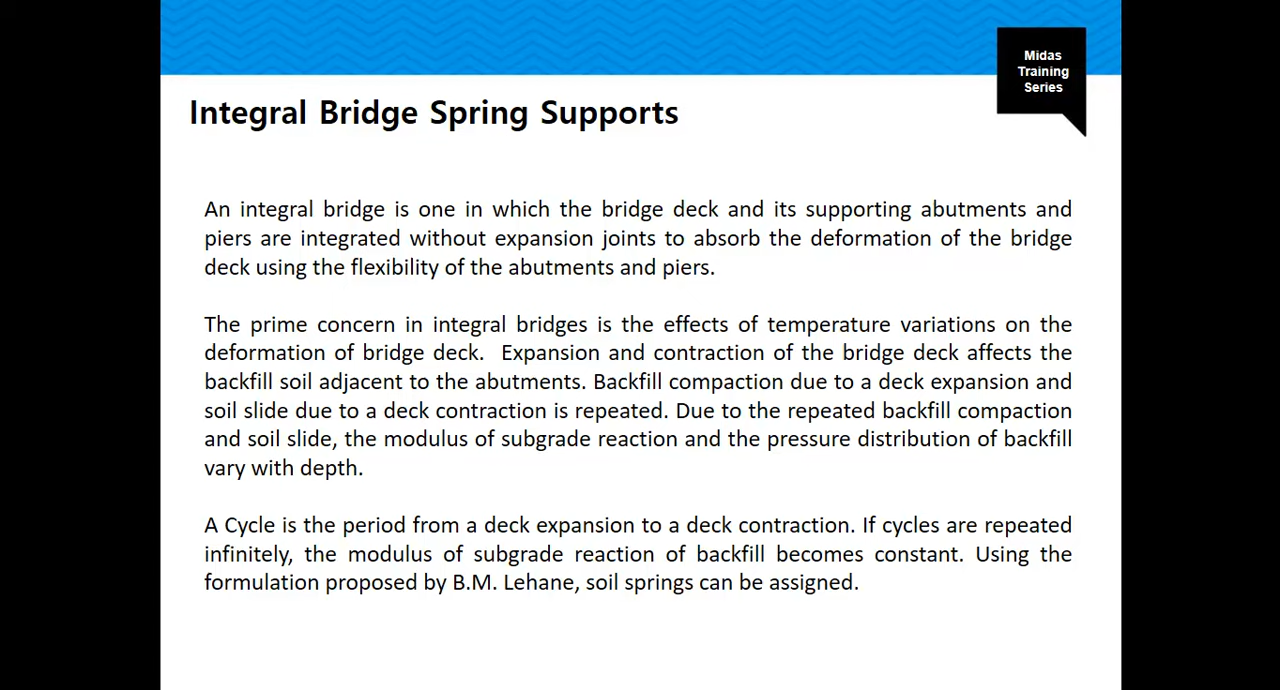 Midas
Training
Series
Integral Bridge Spring Supports
An integral bridge is one in which the bridge deck and its supporting abutments and
piers are integrated without expansion joints to absorb the deformation of the bridge
deck using the flexibility of the abutments and piers.
The prime concern in integral bridges is the effects of temperature variations on the
deformation of bridge deck.  Expansion and contraction of the bridge deck affects the
backfill soil adjacent to the abutments. Backfill compaction due to a deck expansion and
soil slide due to a deck contraction is repeated. Due to the repeated backfill compaction
and soil slide, the modulus of subgrade reaction and the pressure distribution of backfill
vary with depth.
A Cycle is the period from a deck expansion to a deck contraction. If cycles are repeated
infinitely, the modulus of subgrade reaction of backfill becomes constant. Using the
formulation proposed by B.M. Lehane, soil springs can be assigned.